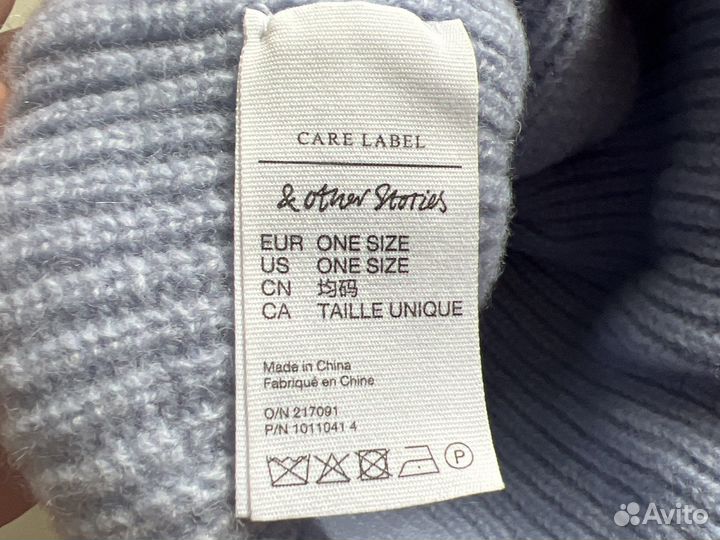 CARE LABEL
& Other Stories
EUR ONE SIZE
US ONE SIZE
CN 均码
CA TAILLE UNIQUE
Made in China
Fabriqué en Chine
O/N 217091
P/N 1011041 4
P
Avito